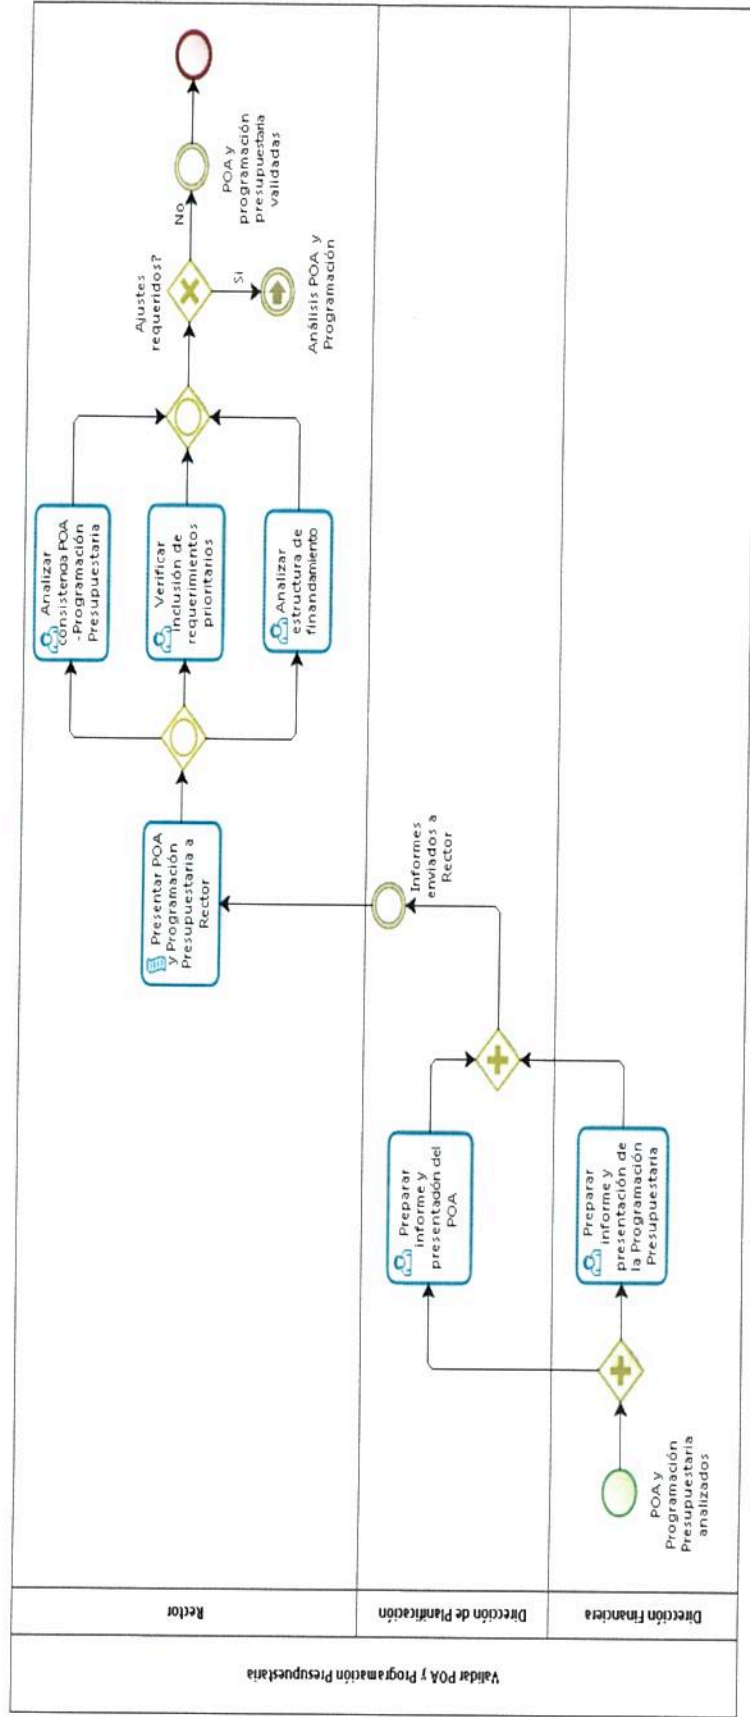 Validar POA y Programación Presupuestaria
Rector
Dirección de Planificación
Dirección Financiera
POA y
Programación
Presupuestaria
analizados
Preparar
informe y
presentación del
POA
Preparar
informe y
presentación de
la Programación
Presupuestaria
Informes
enviados a
Rector
Presentar POA
y Programación
Presupuestaria a
Rector
Analizar
consistencia POA
-Programación
Presupuestaria
Verificar
inclusión de
requerimientos
prioritarios
Analizar
estructura de
financiamiento
Ajustes
requeridos?
Si
Análisis POA y
Programación
No
POA y
programación
presupuestaria
validadas